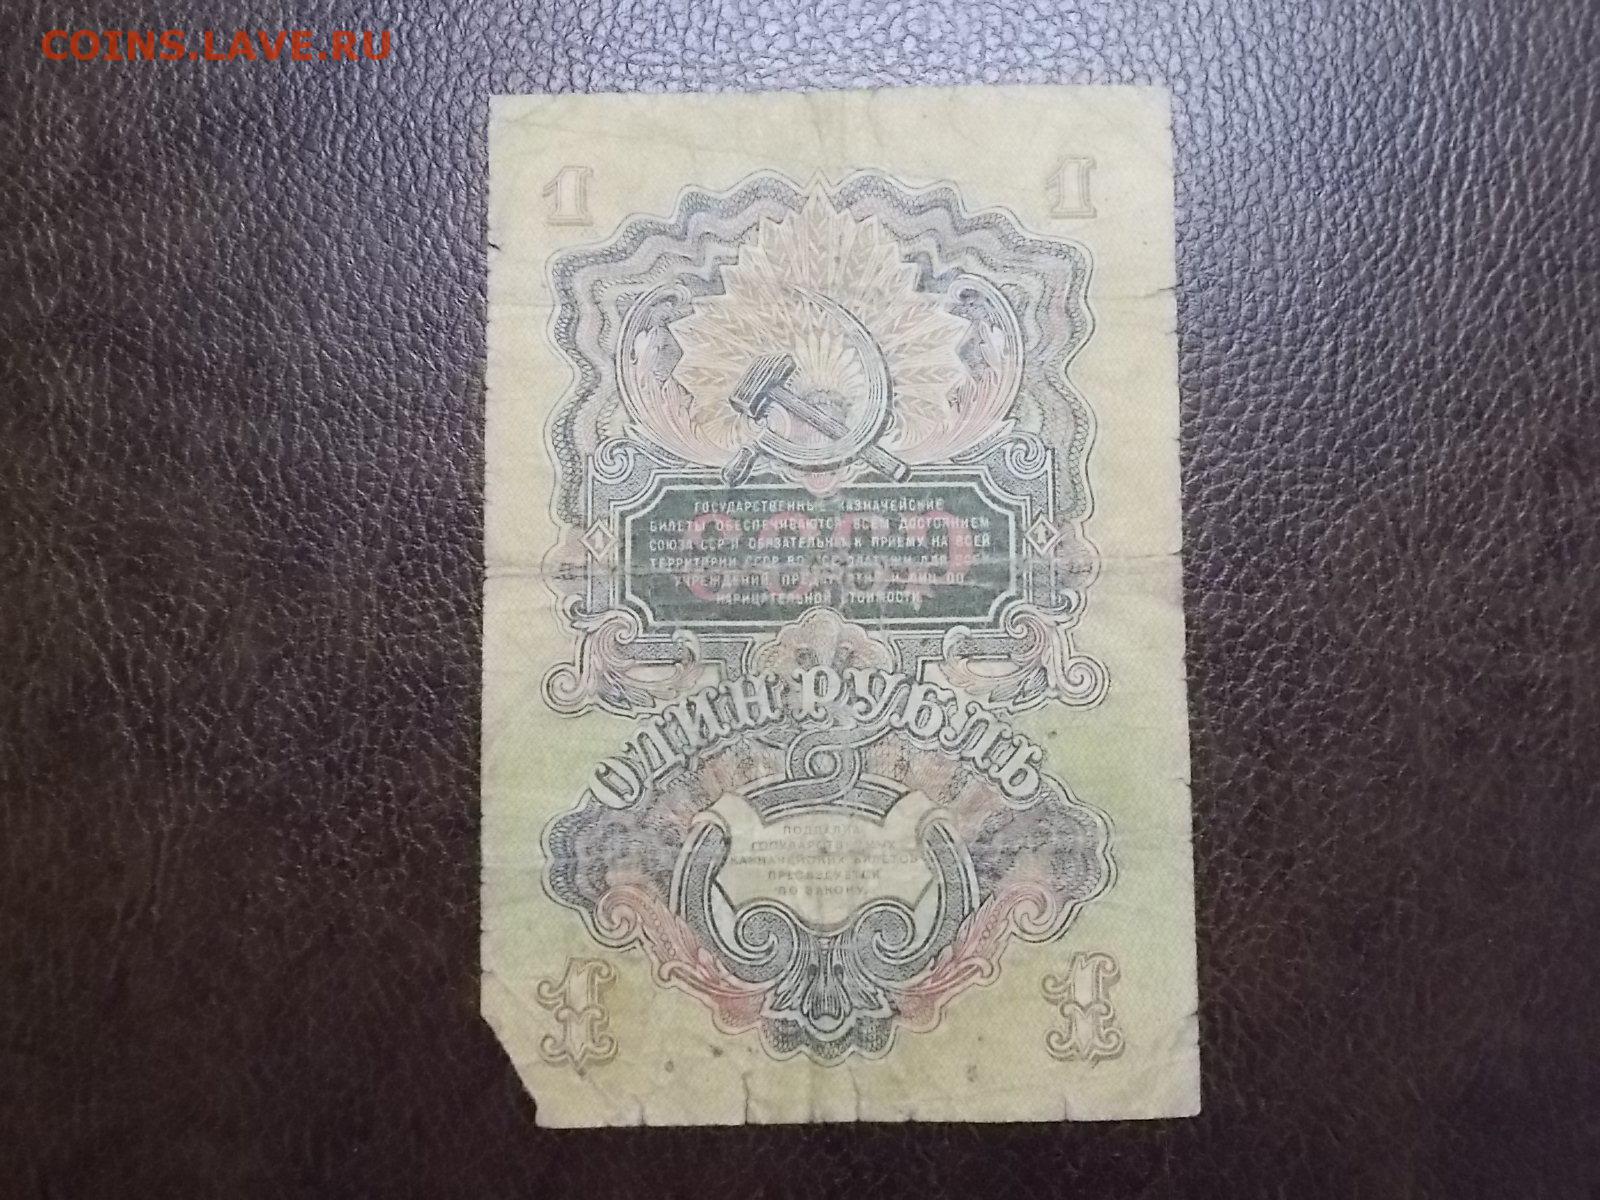 COINS.LAVE.RU
1 1
ГОСУДАРСТВЕННЫЕ КАЗНАЧЕЙСКИЕ
БИЛЕТЫ ОБЕСПЕЧИВАЮТСЯ ВСЕМ ДОСТОЯНИЕМ
СОЮЗА ССР И ОБЯЗАТЕЛЬНЫ К ПРИЕМУ НА ВСЕЙ
ТЕРРИТОРИИ СССР ВО ВСЕ ПЛАТЕЖИ ДЛЯ ВСЕХ
УЧРЕЖДЕНИЙ, ПРЕДПРИЯТИЙ И ЛИЦ ПО
НАРИЦАТЕЛЬНОЙ СТОИМОСТИ.
ОДИН РУБЛЬ
ПОДДЕЛКА
ГОСУДАРСТВЕННЫХ
КАЗНАЧЕЙСКИХ БИЛЕТОВ
ПРЕСЛЕДУЕТСЯ
ПО ЗАКОНУ.
1 1